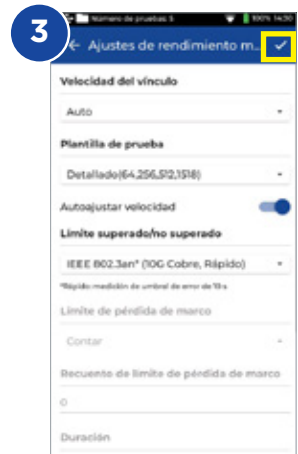 3
Número de pruebas: 5 100% 14:30
← Ajustes de rendimiento m...
Velocidad del vínculo
Auto
Plantilla de prueba
Detallado(64,256,512,1518)
Autoajustar velocidad
Límite superado/no superado
IEEE 802.3an* (10G Cobre, Rápido)
*Rápido: medición de umbral de error de 10 s
Límite de pérdida de marco
Contar
Recuento de límite de pérdida de marco
0
Duración